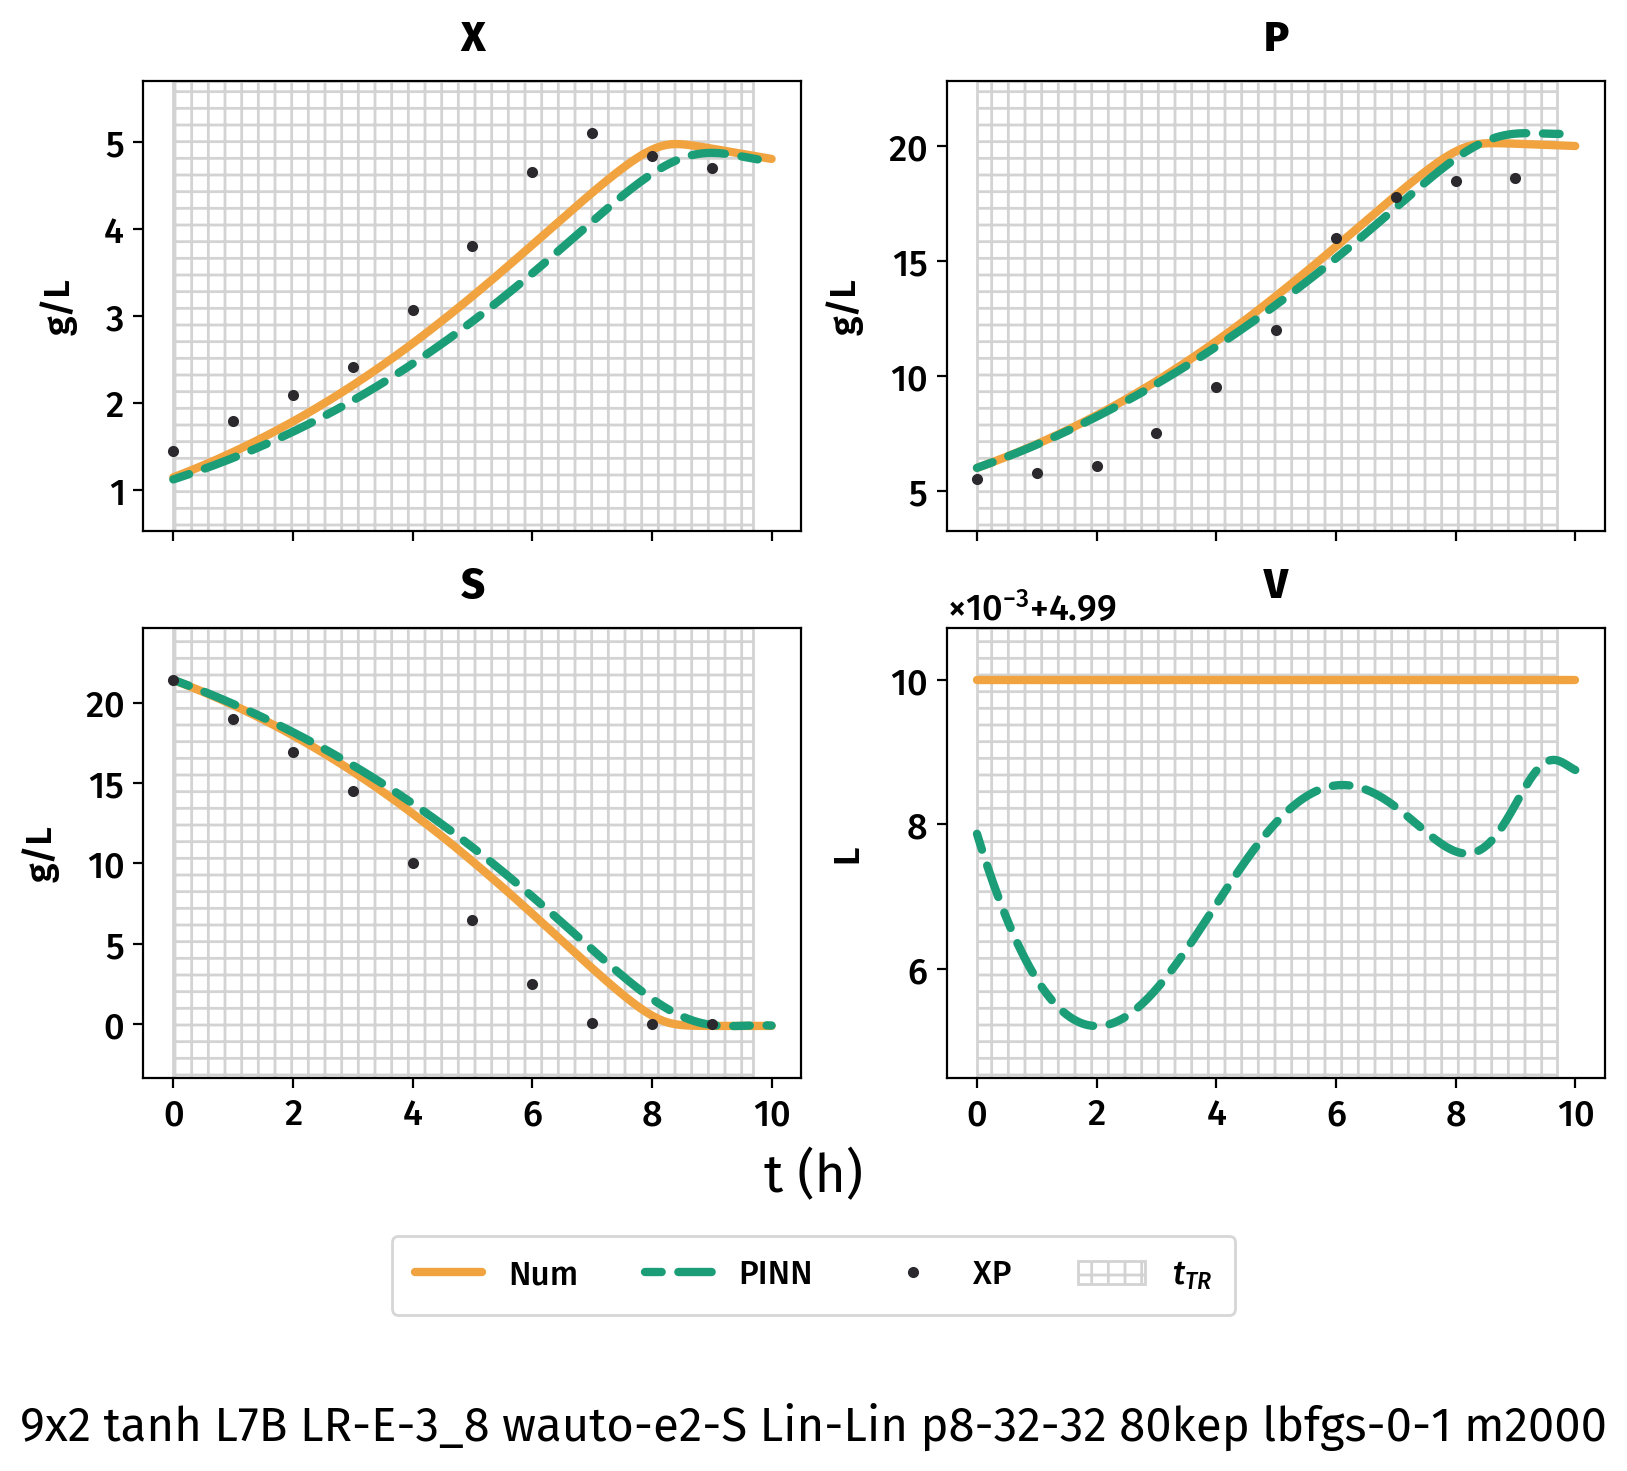 X
P
5
4
3
2
1
g/L
20
15
10
5
g/L
S
V
×10⁻³+4.99
20
15
10
5
0
g/L
10
8
6
L
0 2 4 6 8 10
0 2 4 6 8 10
t (h)
Num PINN XP t_TR
9x2 tanh L7B LR-E-3_8 wauto-e2-S Lin-Lin p8-32-32 80kep lbfgs-0-1 m2000